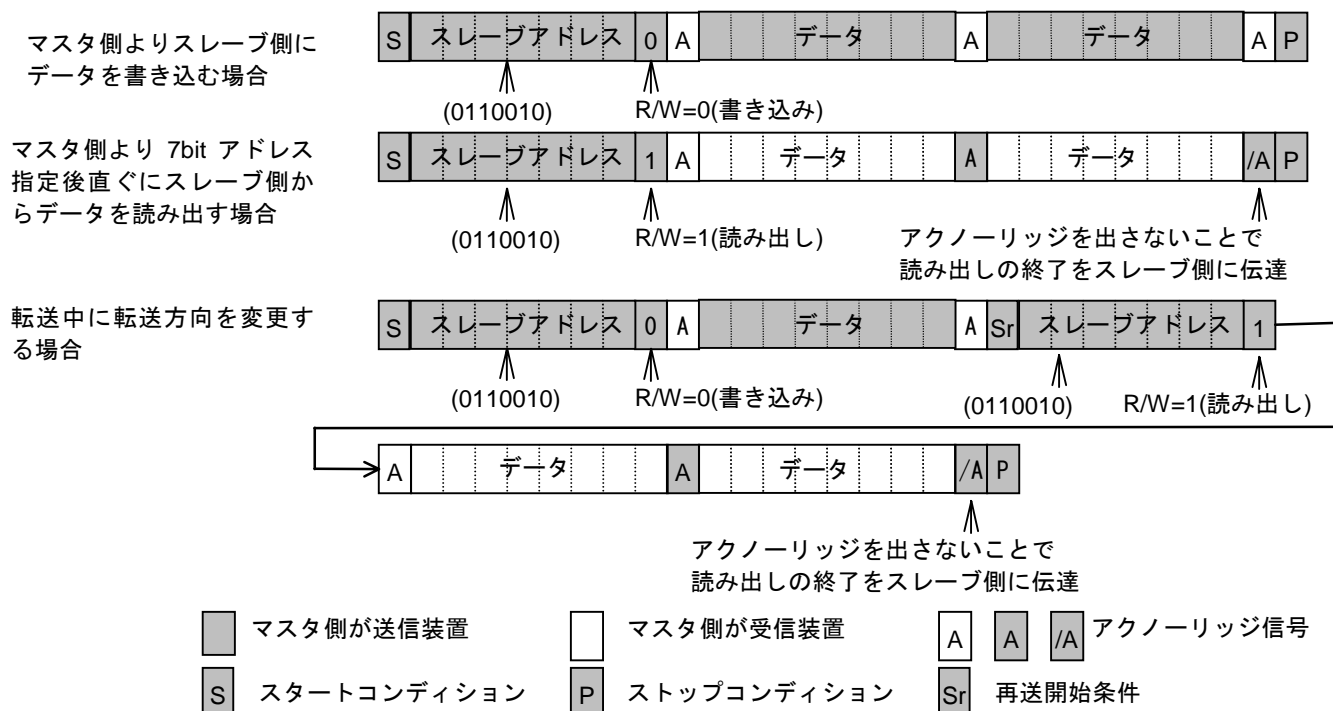 マスタ側よりスレーブ側に
データを書き込む場合
S スレーブアドレス 0 A データ A データ A P
(0110010) R/W=0(書き込み)
マスタ側より 7bit アドレス
指定後直ぐにスレーブ側か
らデータを読み出す場合
S スレーブアドレス 1 A データ A データ /A P
(0110010) R/W=1(読み出し)
アクノーリッジを出さないことで
読み出しの終了をスレーブ側に伝達
転送中に転送方向を変更す
る場合
S スレーブアドレス 0 A データ A Sr スレーブアドレス 1
(0110010) R/W=0(書き込み) (0110010) R/W=1(読み出し)
A データ A データ /A P
アクノーリッジを出さないことで
読み出しの終了をスレーブ側に伝達
マスタ側が送信装置 マスタ側が受信装置 A A /A アクノーリッジ信号
S スタートコンディション P ストップコンディション Sr 再送開始条件